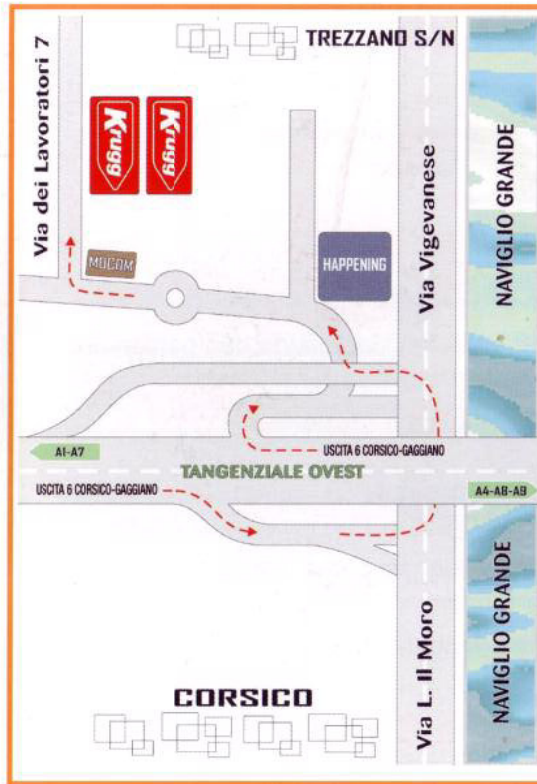 TREZZANO S/N
Via dei Lavoratori 7
Krugg
Krugg
MOCOM
HAPPENING
Via Vigevanese
NAVIGLIO GRANDE
A1-A7
USCITA 6 CORSICO-GAGGIANO
TANGENZIALE OVEST
USCITA 6 CORSICO-GAGGIANO
A4-A8-A9
Via L. Il Moro
NAVIGLIO GRANDE
CORSICO